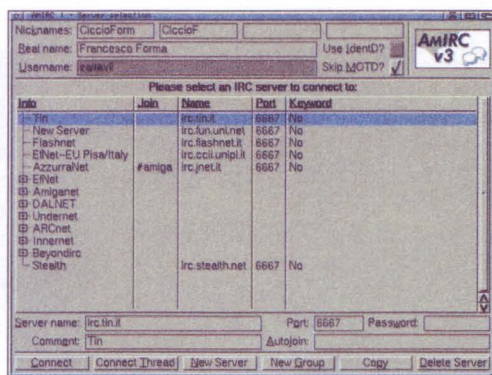 AmIRC 1 - Server selection
Nicknames: CiccioForm CiccioF
Real name: Francesco Forma Use IdentD?
Username: Skip MOTD?
AmIRC v3
Please select an IRC server to connect to:
Info Join Name Port Keyword
Tin irc.tin.it 6667 No
New Server irc.fun.uni.net 6667 No
Flashnet irc.flashnet.it 6667 No
EfNet--EU Pisa/Italy irc.ccii.unipi.it 6667 No
AzzurraNet #amiga irc.jnet.it 6667 No
EfNet
Amiganet
DALNET
Undernet
ARCnet
Innernet
Beyondirc
Stealth irc.stealth.net 6667 No
Server name: irc.tin.it Port: 6667 Password:
Comment: Tin Autojoin:
Connect Connect Thread New Server New Group Copy Delete Server